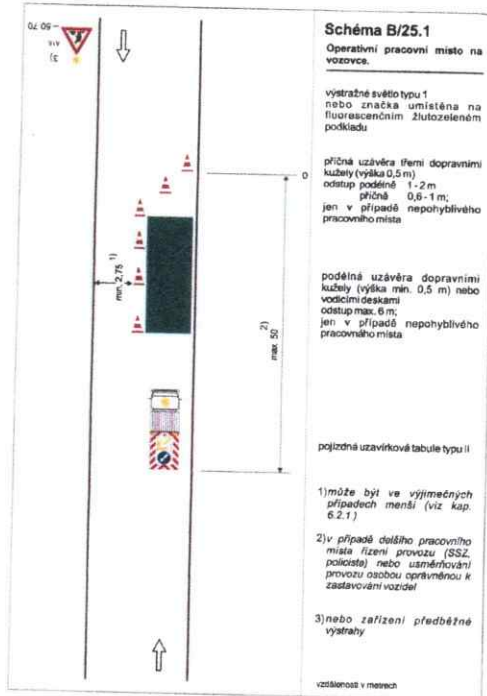 Schéma B/25.1
Operativní pracovní místo na
vozovce.
výstražné světlo typu 1
nebo značka umístěna na
fluorescenčním žlutozeleném
podkladu
příčná uzávěra třemi dopravními
kužely (výška 0,5 m)
odstup podélně 1 - 2 m
příčně 0,6 - 1 m;
jen v případě nepohyblivého
pracovního místa
podélná uzávěra dopravními
kužely (výška min. 0,5 m) nebo
vodicími deskami
odstup max. 6 m;
jen v případě nepohyblivého
pracovního místa
pojízdná uzavírková tabule typu II
1) může být ve výjimečných
případech menší (viz kap.
6.2.1)
2) v případě delšího pracovního
místa řízení provozu (SSZ,
policista) nebo usměrňování
provozu osobou oprávněnou k
zastavování vozidel
3) nebo zařízení předběžné
výstrahy
vzdálenosti v metrech
50 - 70
A15
3)
0
min. 2,75 1)
2)
max. 50